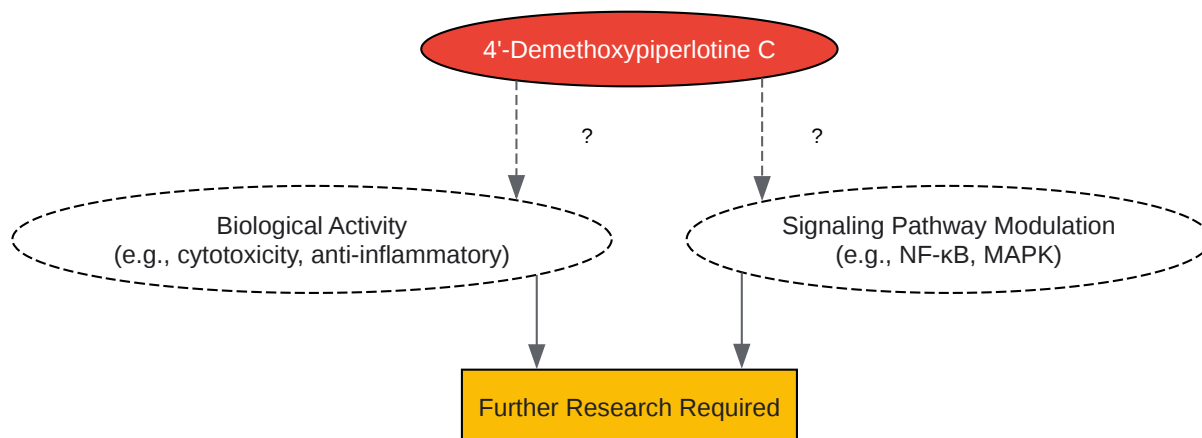 4'-Demethoxypiperlotine C
?
?
Biological Activity
(e.g., cytotoxicity, anti-inflammatory)
Signaling Pathway Modulation
(e.g., NF-κB, MAPK)
Further Research Required